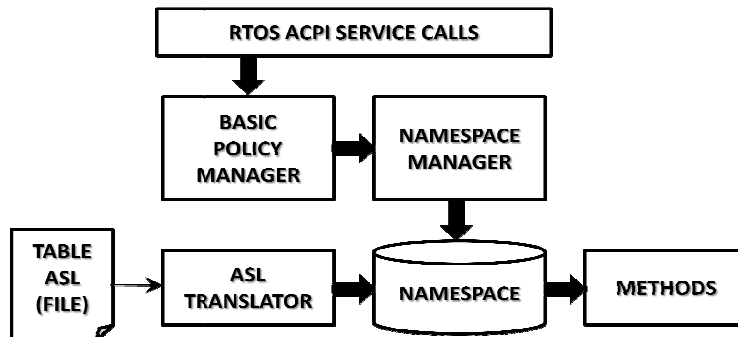 RTOS ACPI SERVICE CALLS
BASIC
POLICY
MANAGER
NAMESPACE
MANAGER
TABLE
ASL
(FILE)
ASL
TRANSLATOR
NAMESPACE
METHODS